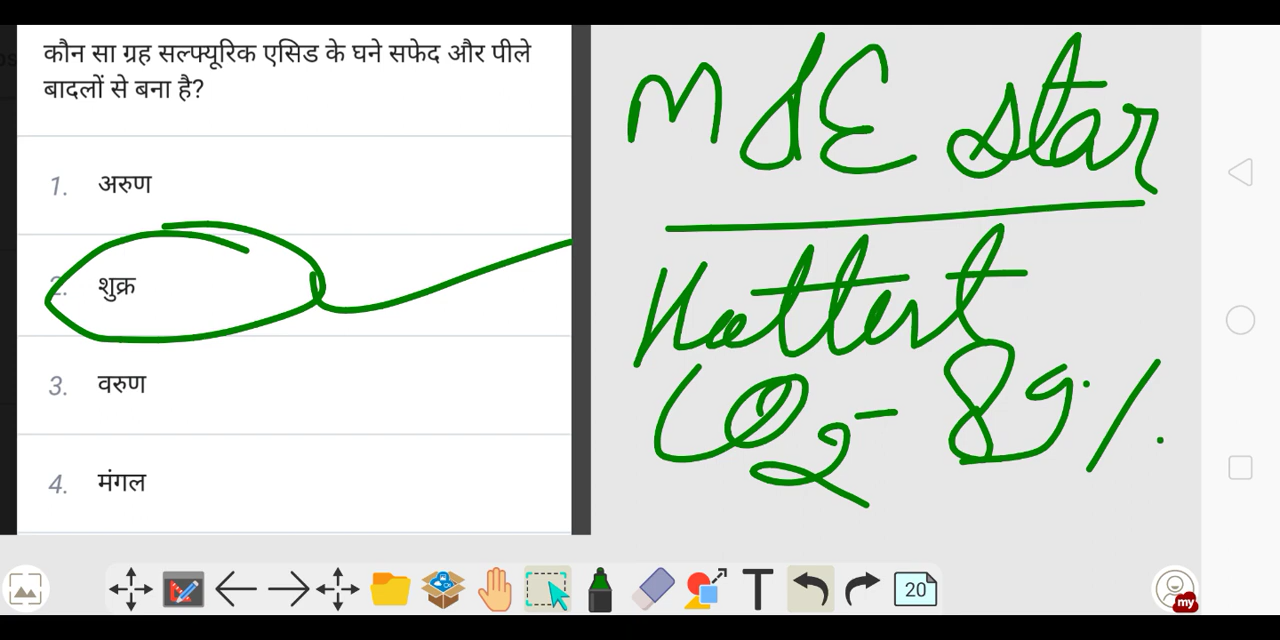 कौन सा ग्रह सल्फ्यूरिक एसिड के घने सफेद और पीले
बादलों से बना है?
1. अरुण
2. शुक्र
3. वरुण
4. मंगल
M S E Star
Hottest
CO2 - 89%.
T
20
my